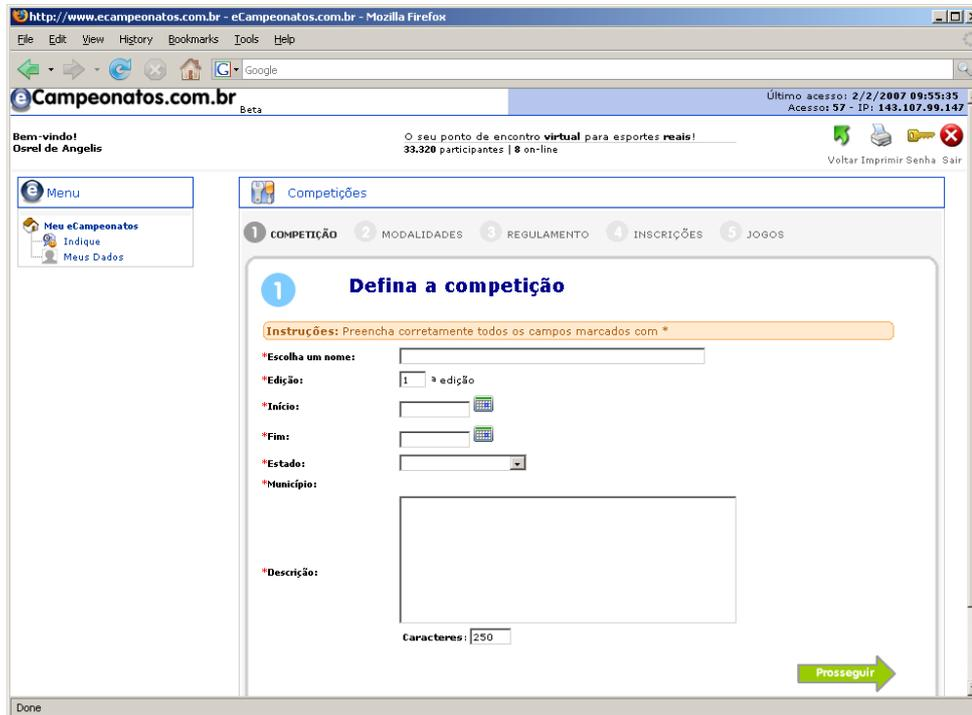 http://www.ecampeonatos.com.br - eCampeonatos.com.br - Mozilla Firefox
File Edit View History Bookmarks Tools Help
G Google
eCampeonatos.com.br Beta
Último acesso: 2/2/2007 09:55:35
Acesso: 57 - IP: 143.107.99.147
Bem-vindo!
Osrel de Angelis
O seu ponto de encontro virtual para esportes reais!
33.320 participantes | 8 on-line
Voltar Imprimir Senha Sair
e Menu
Meu eCampeonatos
Indique
Meus Dados
Competições
1 COMPETIÇÃO 2 MODALIDADES 3 REGULAMENTO 4 INSCRIÇÕES 5 JOGOS
1 Defina a competição
Instruções: Preencha corretamente todos os campos marcados com *
*Escolha um nome:
*Edição: 1 ª edição
*Início:
*Fim:
*Estado:
*Município:
*Descrição:
Caracteres: 250
Prosseguir
Done